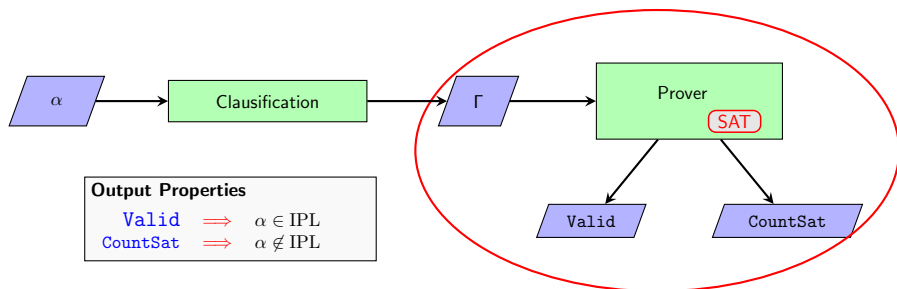 α
Clausification
Γ
Prover
SAT
Output Properties
Valid ⟹ α ∈ IPL
CountSat ⟹ α ∉ IPL
Valid
CountSat